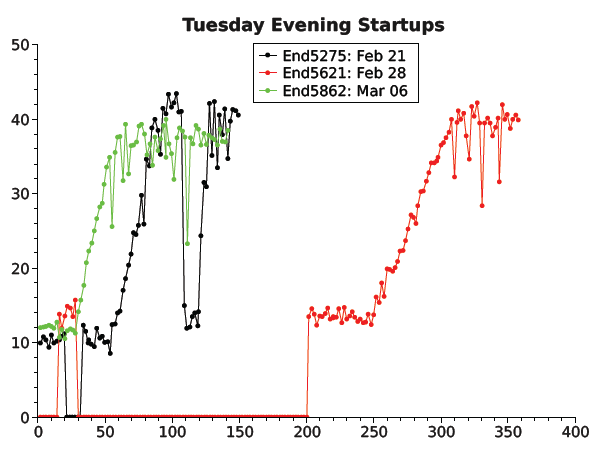 Tuesday Evening Startups
End5275: Feb 21
End5621: Feb 28
End5862: Mar 06
50
40
30
20
10
0
0 50 100 150 200 250 300 350 400